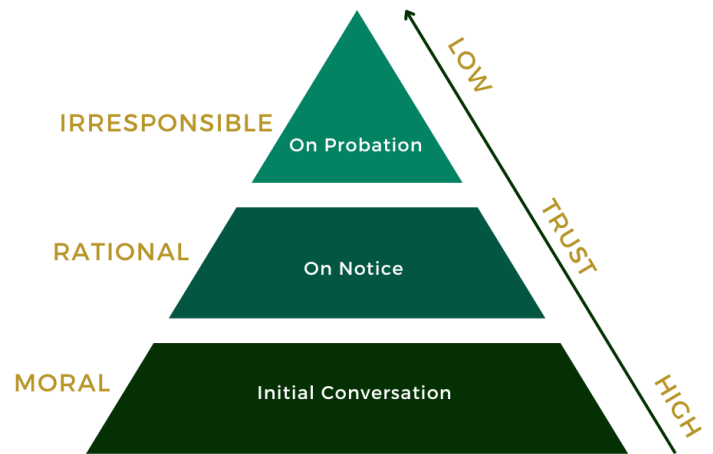 LOW
IRRESPONSIBLE
On Probation
TRUST
RATIONAL
On Notice
MORAL
Initial Conversation
HIGH